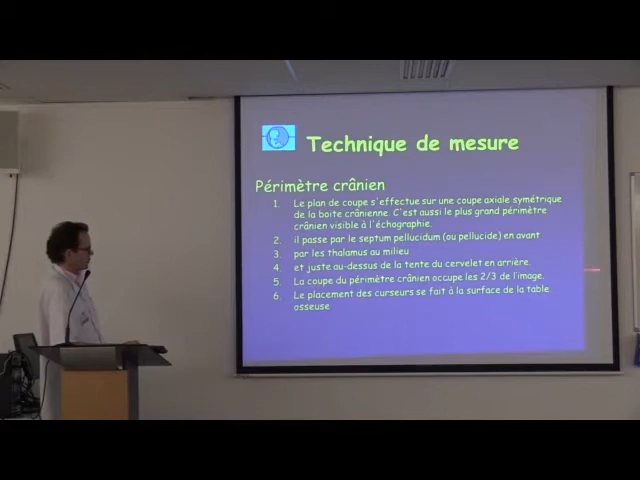 Technique de mesure
Périmètre crânien
1. Le plan de coupe s'effectue sur une coupe axiale symétrique
de la boite crânienne. C'est aussi le plus grand périmètre
crânien visible à l'échographie.
2. il passe par le septum pellucidum (ou pellucide) en avant
3. par les thalamus au milieu
4. et juste au-dessus de la tente du cervelet en arrière.
5. La coupe du périmètre crânien occupe les 2/3 de l'image.
6. Le placement des curseurs se fait à la surface de la table
osseuse